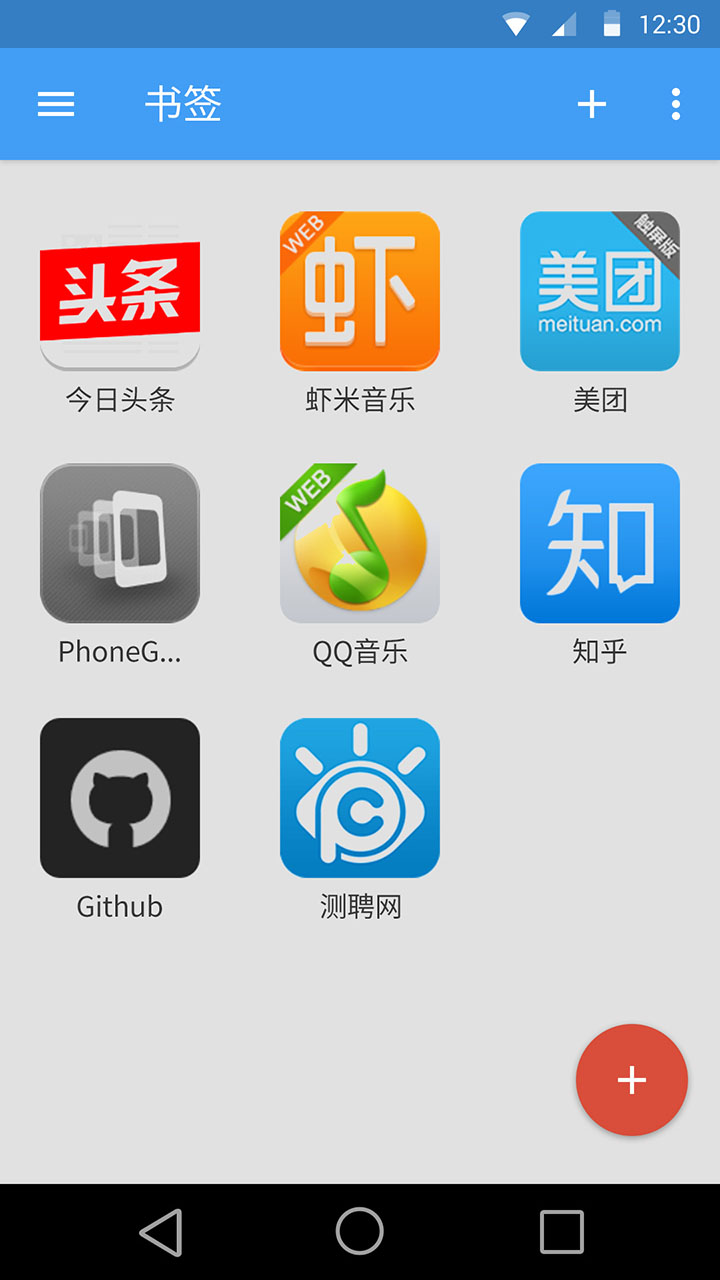 12:30
书签
头条
今日头条
WEB
虾
虾米音乐
触屏版
美团
meituan.com
美团
PhoneG...
WEB
QQ音乐
知
知乎
Github
测聘网